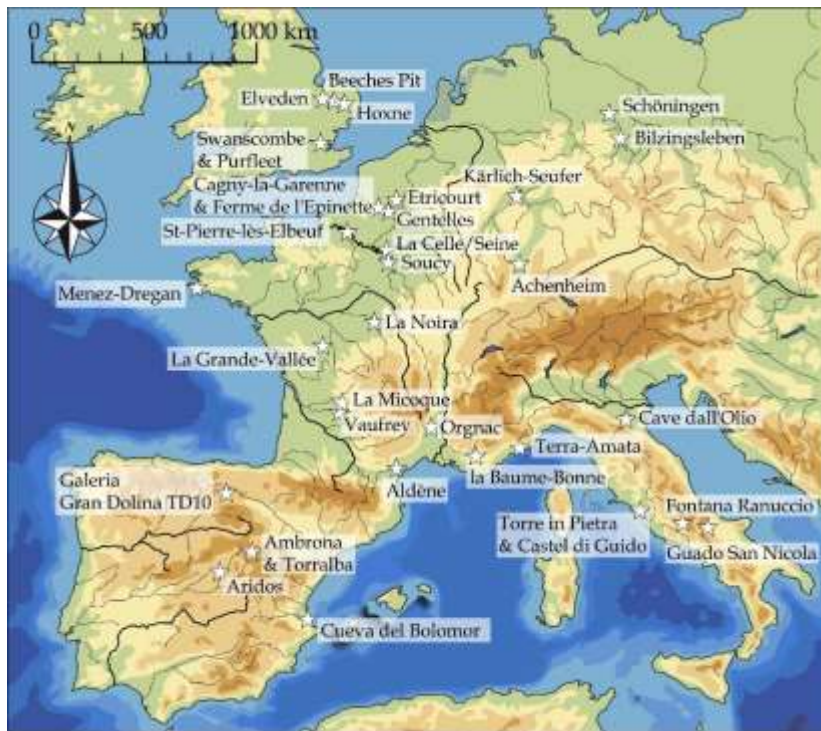 0 500 1000 km
Beeches Pit
Elveden
Hoxne
Schöningen
Bilzingsleben
Swanscombe
& Purfleet
N
Kärlich-Seufer
Cagny-la-Garenne
& Ferme de l'Epinette
Etricourt
Gentelles
St-Pierre-lès-Elbeuf
La Celle/Seine
Soucy
Achenheim
Menez-Dregan
La Noira
La Grande-Vallée
La Micoque
Vaufrey
Orgnac
Cave dall'Olio
Terra-Amata
la Baume-Bonne
Aldène
Galeria
Gran Dolina TD10
Fontana Ranuccio
Torre in Pietra
& Castel di Guido
Guado San Nicola
Ambrona
& Torralba
Aridos
Cueva del Bolomor